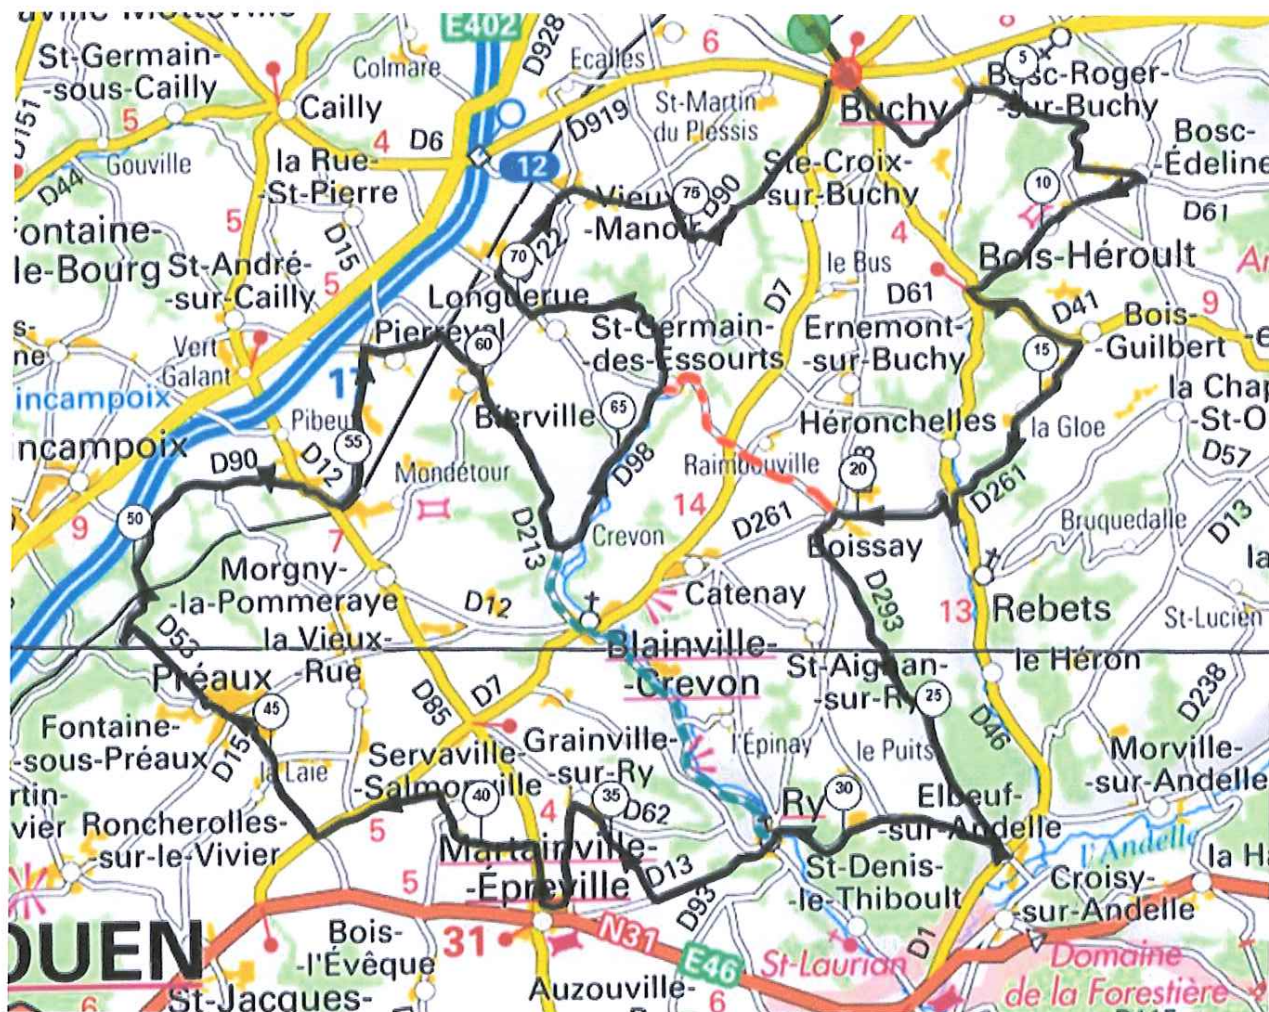 E402
D928
6
8
St-Germain-
-sous-Cailly
Colmare
Ecalles
5
Bosc-Roger-
-sur-Buchy
D151
Cailly
St-Martin
du Plessis
Buchy
5
4
D6
D919
Bosc-
-Édeline
Gouville
la Rue-
-St-Pierre
12
Ste-Croix-
-sur-Buchy
D44
Vieux-
-Manoir
75
D90
10
D61
5
D15
4
Fontaine-
le-Bourg
St-André-
-sur-Cailly
5
70
le Bus
Bois-Héroult
D7
D61
D41
9
Longuerue
St-Germain-
-des-Essourts
Ernemont-
-sur-Buchy
Bois-
-Guilbert
Pierreval
60
15
Vert
Galant
Pibeuf
55
Bierville
65
Héronchelles
la Gloe
la Chap
-St-O
D57
D90
D12
Mondétour
D98
Raimbouville
20
D261
9
50
7
D213
Crevon
14
D261
Boissay
Bruquedalle
D13
Morgny-
-la-Pommeraye
D12
Catenay
D293
13
Rebets
St-Lucien
D53
la Vieux-
-Rue
Blainville-
-Crevon
St-Aignan-
-sur-Ry
le Héron
D238
Préaux
45
D85
D7
25
D46
Fontaine-
-sous-Préaux
D15
Servaville-
-Salmonville
Grainville-
-sur-Ry
l'Épinay
le Puits
Morville-
-sur-Andelle
la Laie
40
4
35
D62
Ry
30
Elbeuf-
-sur-Andelle
Roncherolles-
-sur-le-Vivier
5
Martainville-
-Épreville
D13
St-Denis-
-le-Thiboult
l'Andelle
5
D93
Croisy-
-sur-Andelle
OUEN
Bois-
-l'Évêque
31
N31
E46
D1
St-Laurian
Domaine
de la Forestière
6
St-Jacques-
Auzouville-
6